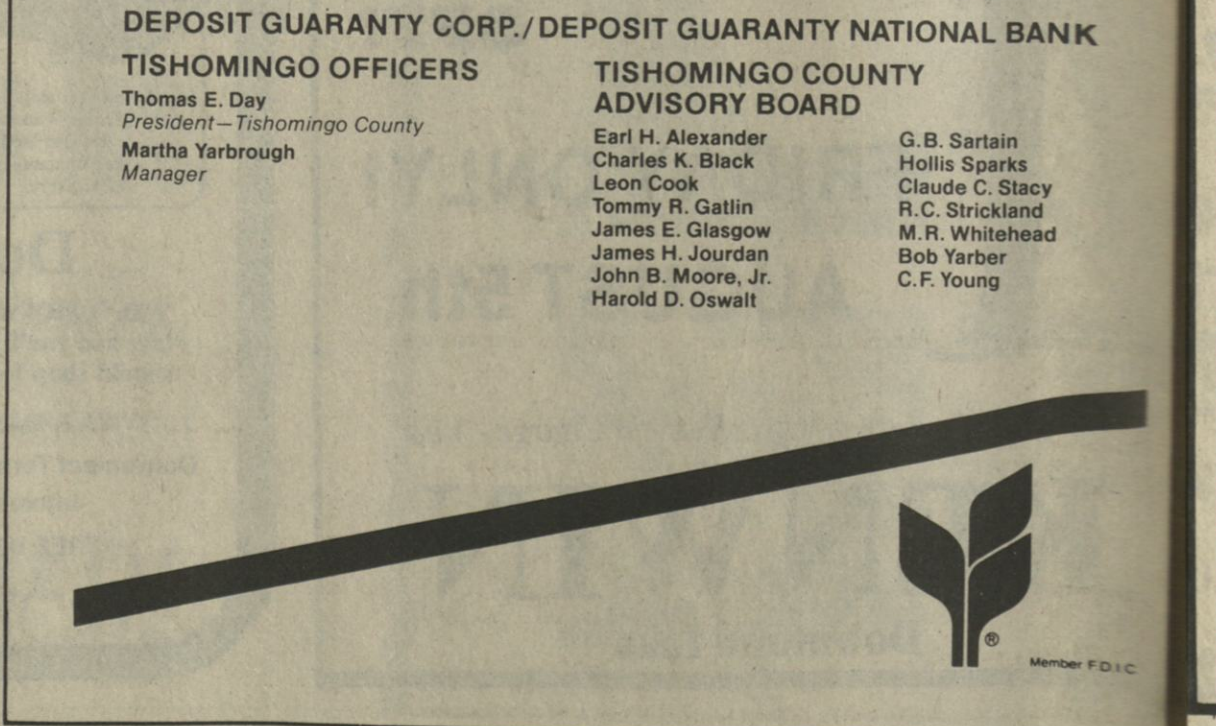 DEPOSIT GUARANTY CORP./DEPOSIT GUARANTY NATIONAL BANK
TISHOMINGO OFFICERS
Thomas E. Day
President—Tishomingo County
Martha Yarbrough
Manager
TISHOMINGO COUNTY
ADVISORY BOARD
Earl H. Alexander
Charles K. Black
Leon Cook
Tommy R. Gatlin
James E. Glasgow
James H. Jourdan
John B. Moore, Jr.
Harold D. Oswalt
G.B. Sartain
Hollis Sparks
Claude C. Stacy
R.C. Strickland
M.R. Whitehead
Bob Yarber
C.F. Young
®
Member F.D.I.C.